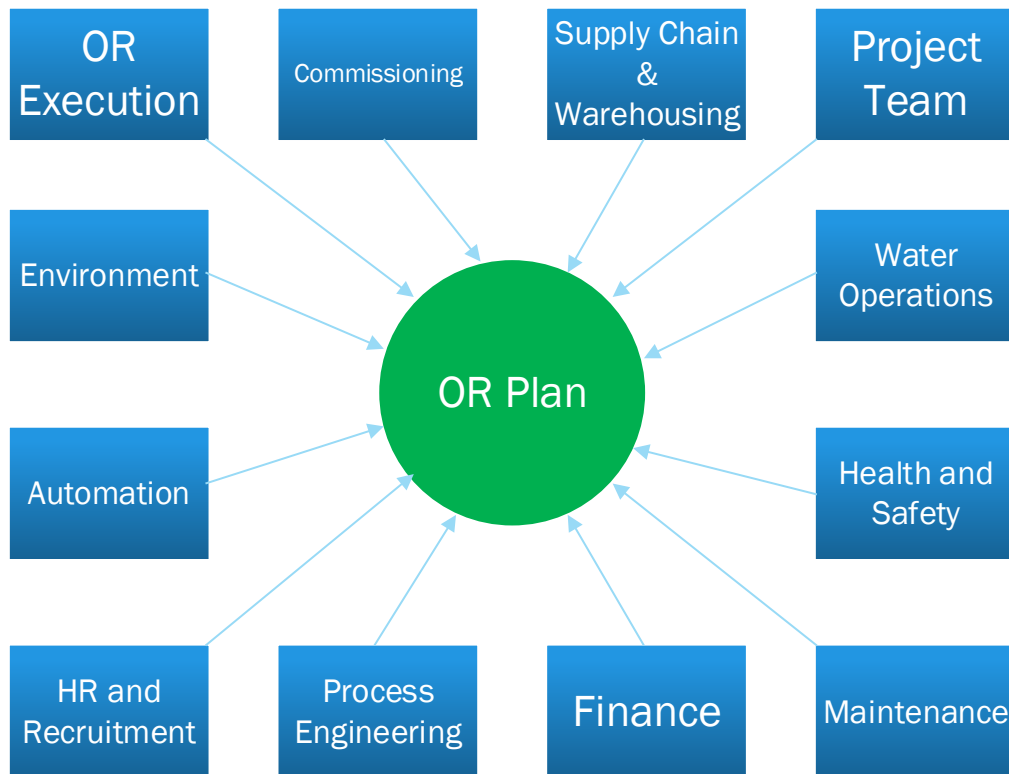 OR
Execution
Commissioning
Supply Chain
&
Warehousing
Project
Team
Environment
Water
Operations
OR Plan
Automation
Health and
Safety
HR and
Recruitment
Process
Engineering
Finance
Maintenance